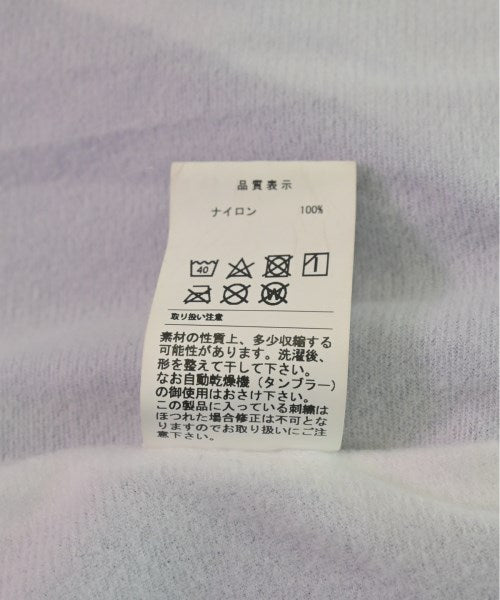 品質表示
ナイロン 100%
40
W
取り扱い注意
素材の性質上、多少収縮する
可能性があります。洗濯後、
形を整えて干して下さい。
なお自動乾燥機（タンブラー）
の御使用はおさけ下さい。
この製品に入っている刺繍は
ほつれた場合修正は不可とな
りますのでお取り扱いにご注
意下さい。